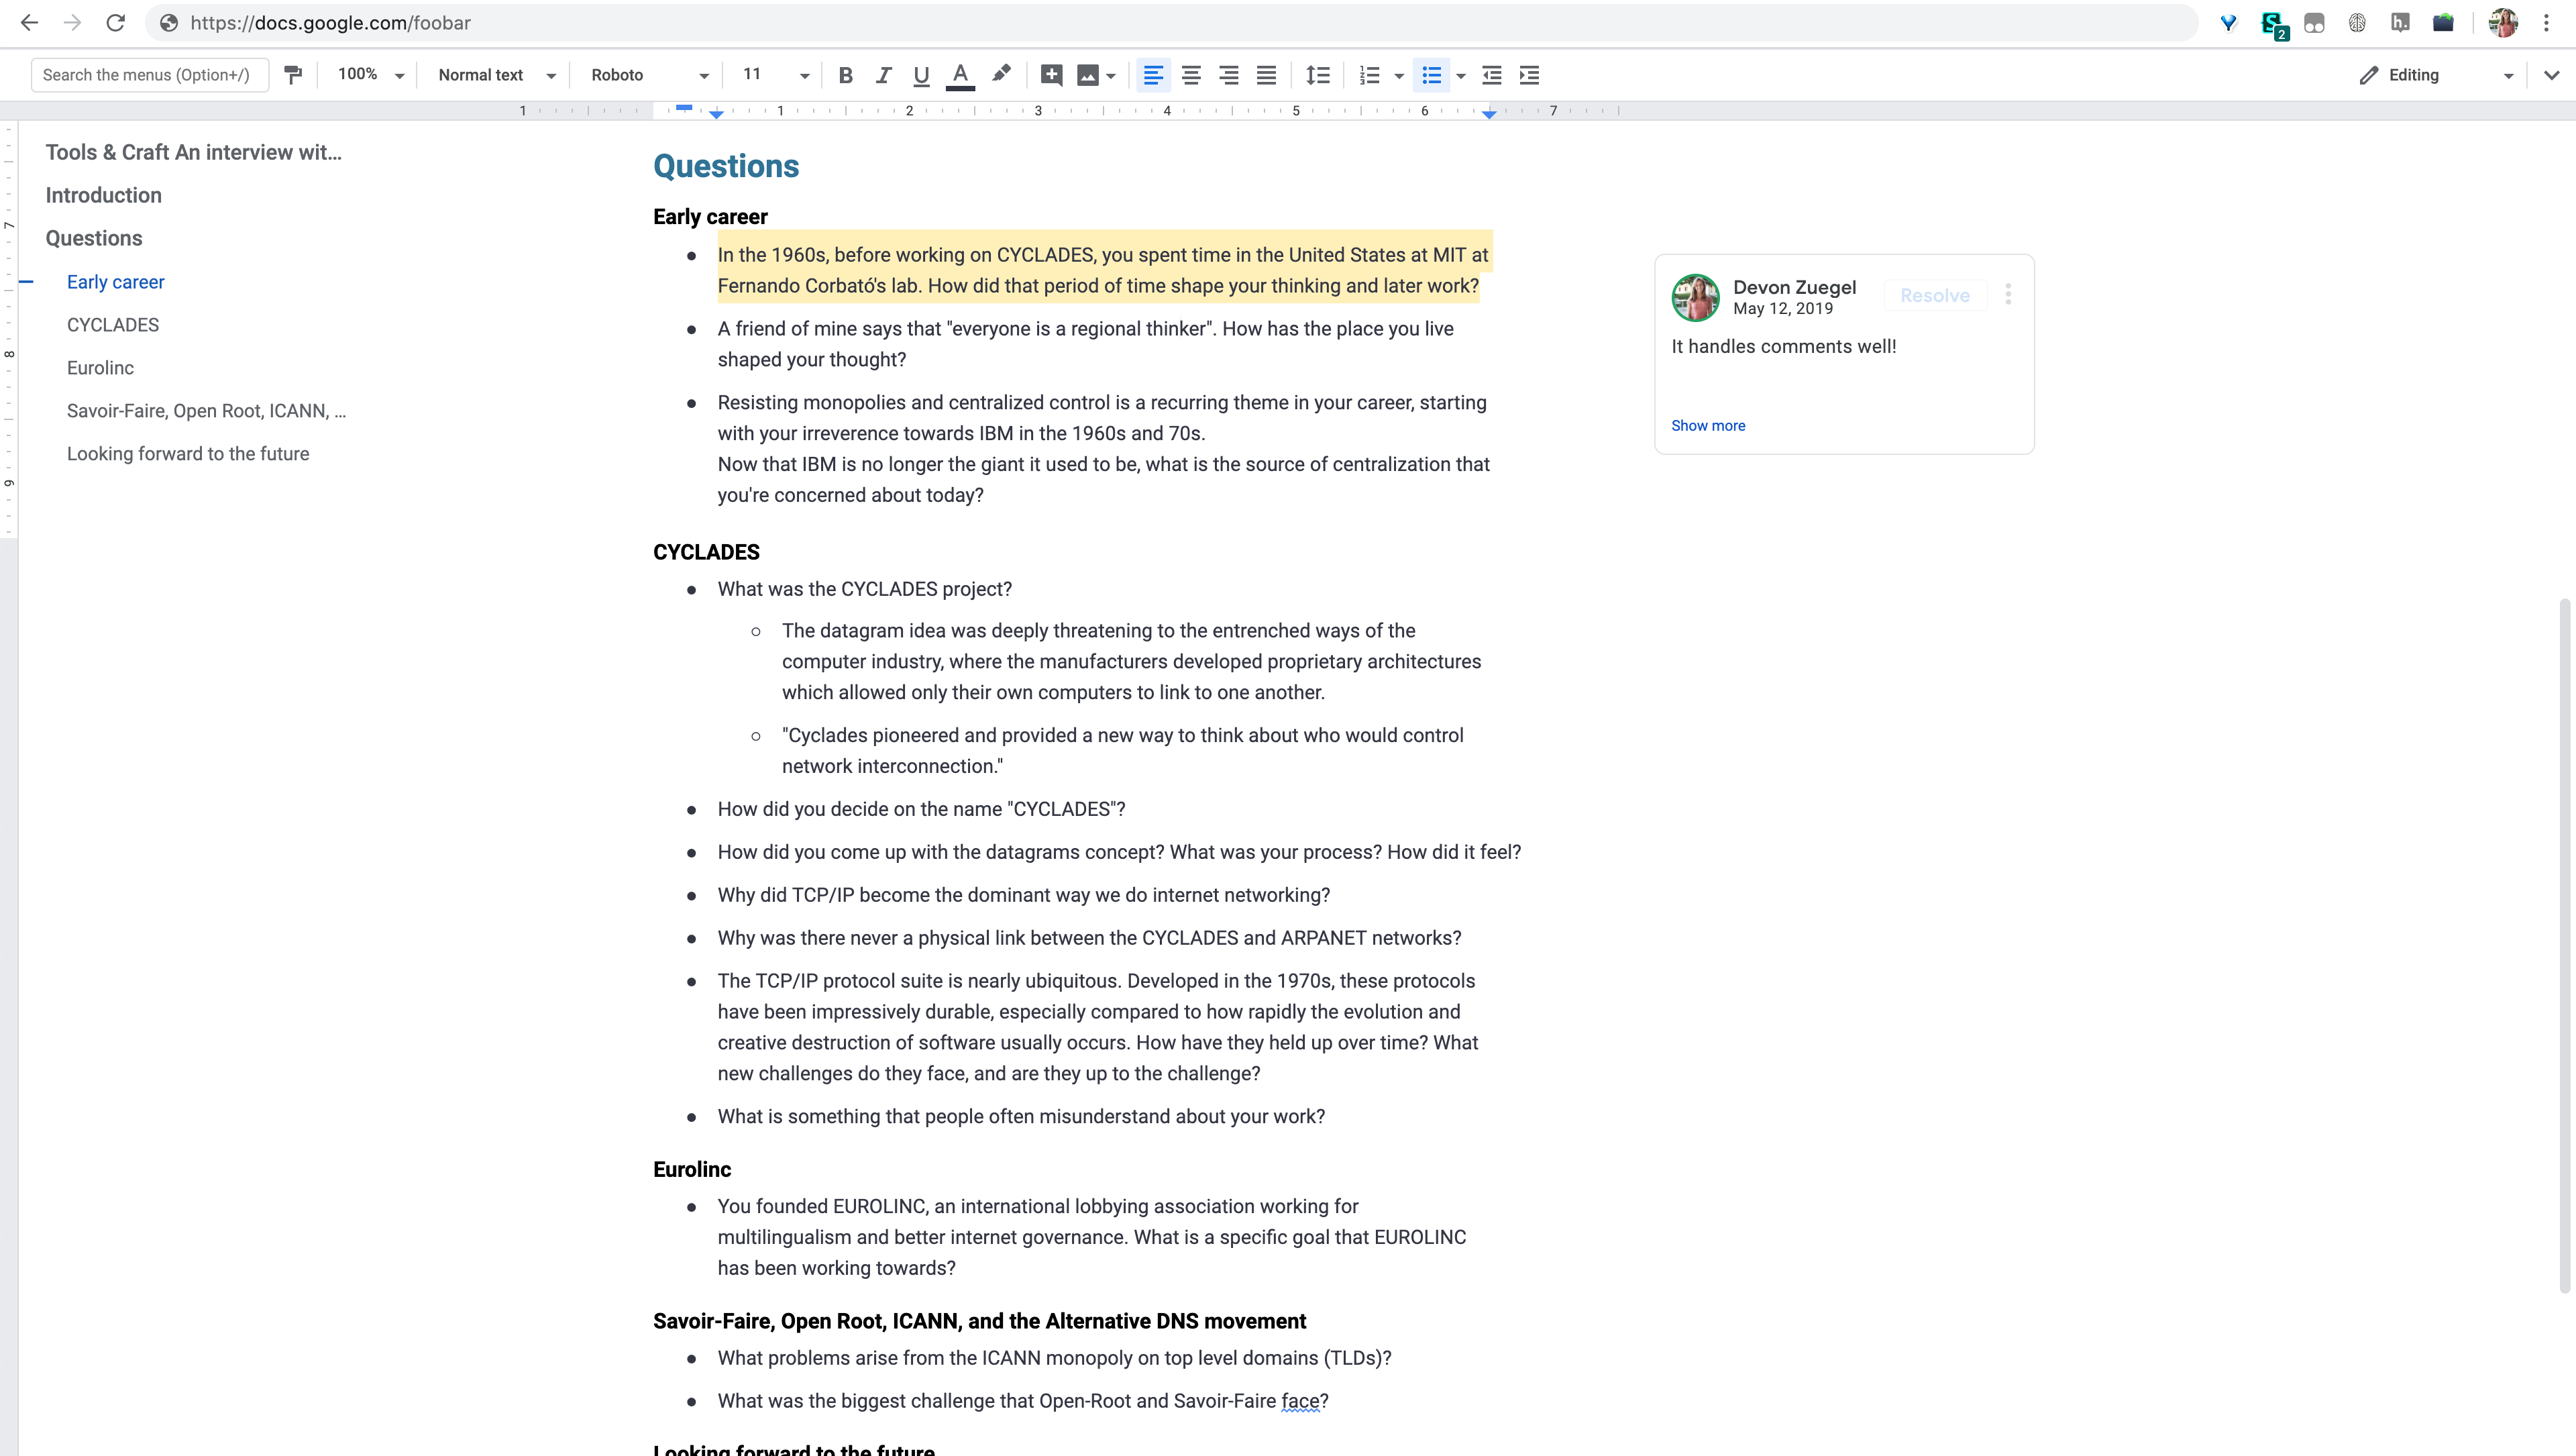 https://docs.google.com/foobar
2
h.
Search the menus (Option+/)
100%
Normal text
Roboto
11
B
I
U
A
Editing
1 1 2 3 4 5 6 7
7
8
9
Tools & Craft An interview wit...
Introduction
Questions
Early career
CYCLADES
Eurolinc
Savoir-Faire, Open Root, ICANN, ...
Looking forward to the future
Questions
Early career
In the 1960s, before working on CYCLADES, you spent time in the United States at MIT at
Fernando Corbató's lab. How did that period of time shape your thinking and later work?
A friend of mine says that "everyone is a regional thinker". How has the place you live
shaped your thought?
Resisting monopolies and centralized control is a recurring theme in your career, starting
with your irreverence towards IBM in the 1960s and 70s.
Now that IBM is no longer the giant it used to be, what is the source of centralization that
you're concerned about today?
CYCLADES
What was the CYCLADES project?
The datagram idea was deeply threatening to the entrenched ways of the
computer industry, where the manufacturers developed proprietary architectures
which allowed only their own computers to link to one another.
"Cyclades pioneered and provided a new way to think about who would control
network interconnection."
How did you decide on the name "CYCLADES"?
How did you come up with the datagrams concept? What was your process? How did it feel?
Why did TCP/IP become the dominant way we do internet networking?
Why was there never a physical link between the CYCLADES and ARPANET networks?
The TCP/IP protocol suite is nearly ubiquitous. Developed in the 1970s, these protocols
have been impressively durable, especially compared to how rapidly the evolution and
creative destruction of software usually occurs. How have they held up over time? What
new challenges do they face, and are they up to the challenge?
What is something that people often misunderstand about your work?
Eurolinc
You founded EUROLINC, an international lobbying association working for
multilingualism and better internet governance. What is a specific goal that EUROLINC
has been working towards?
Savoir-Faire, Open Root, ICANN, and the Alternative DNS movement
What problems arise from the ICANN monopoly on top level domains (TLDs)?
What was the biggest challenge that Open-Root and Savoir-Faire face?
Looking forward to the future
Devon Zuegel
May 12, 2019
Resolve
It handles comments well!
Show more